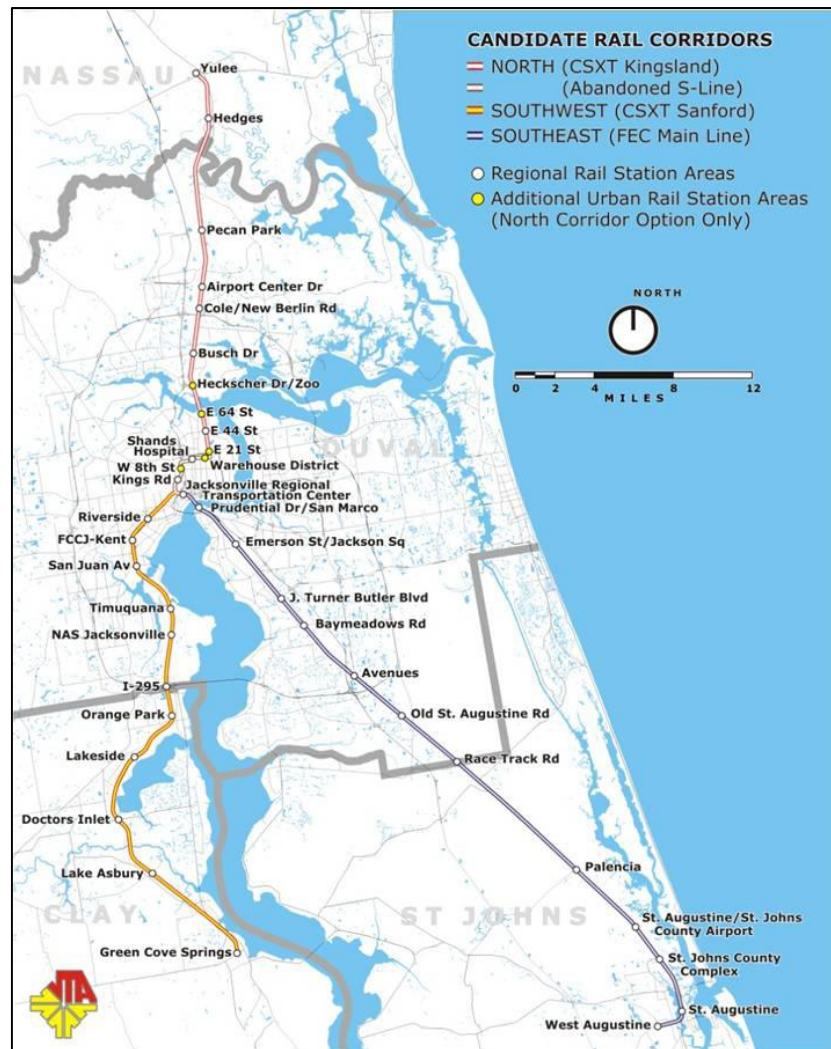 CANDIDATE RAIL CORRIDORS
NORTH (CSXT Kingsland)
(Abandoned S-Line)
SOUTHWEST (CSXT Sanford)
SOUTHEAST (FEC Main Line)
Regional Rail Station Areas
Additional Urban Rail Station Areas
(North Corridor Option Only)
NORTH
0 2 4 8 12
MILES
NASSAU
Yulee
Hedges
Pecan Park
Airport Center Dr
Cole/New Berlin Rd
Busch Dr
Heckscher Dr/Zoo
E 64 St
E 44 St
DUVAL
Shands
Hospital
E 21 St
W 8th St
Warehouse District
Kings Rd
Jacksonville Regional
Transportation Center
Prudential Dr/San Marco
Riverside
FCCJ-Kent
Emerson St/Jackson Sq
San Juan Av
J. Turner Butler Blvd
Timuquana
Baymeadows Rd
NAS Jacksonville
Avenues
I-295
Orange Park
Old St. Augustine Rd
Lakeside
Race Track Rd
Doctors Inlet
Lake Asbury
Palencia
CLAY
ST JOHNS
St. Augustine/St. Johns
County Airport
Green Cove Springs
St. Johns County
Complex
St. Augustine
West Augustine
JTA